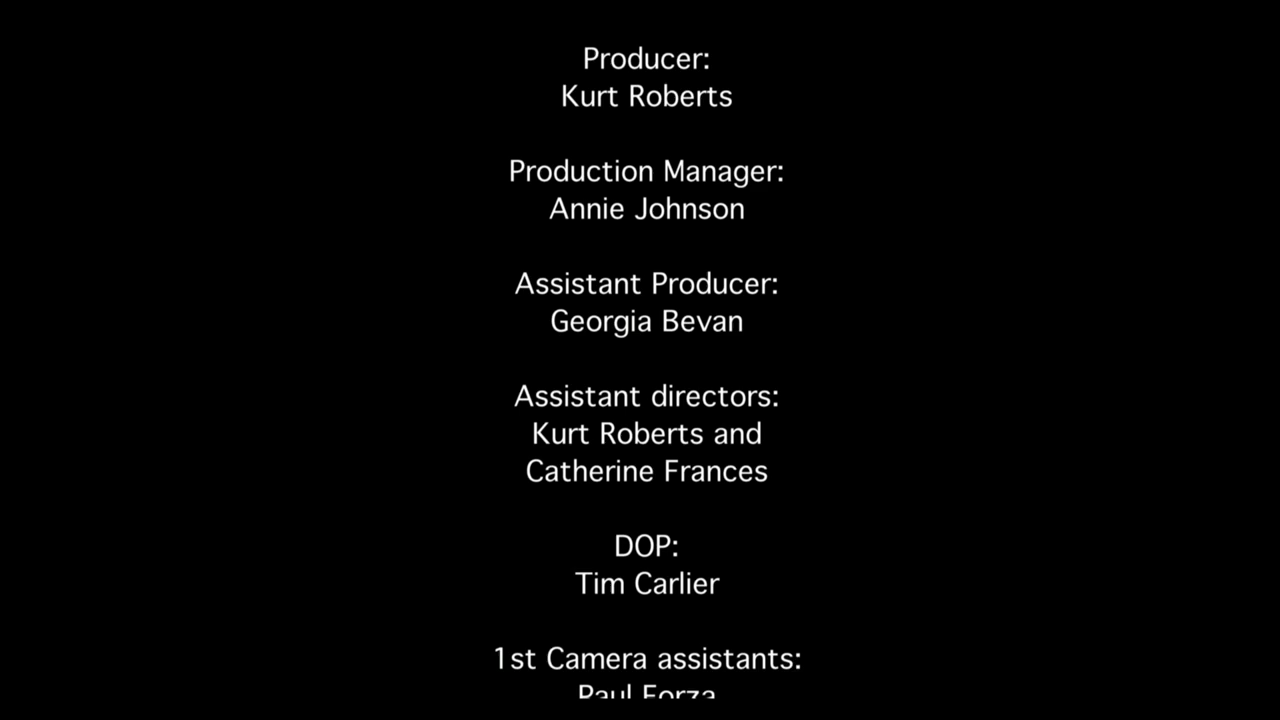 Producer:
Kurt Roberts
Production Manager:
Annie Johnson
Assistant Producer:
Georgia Bevan
Assistant directors:
Kurt Roberts and
Catherine Frances
DOP:
Tim Carlier
1st Camera assistants:
Paul Forza